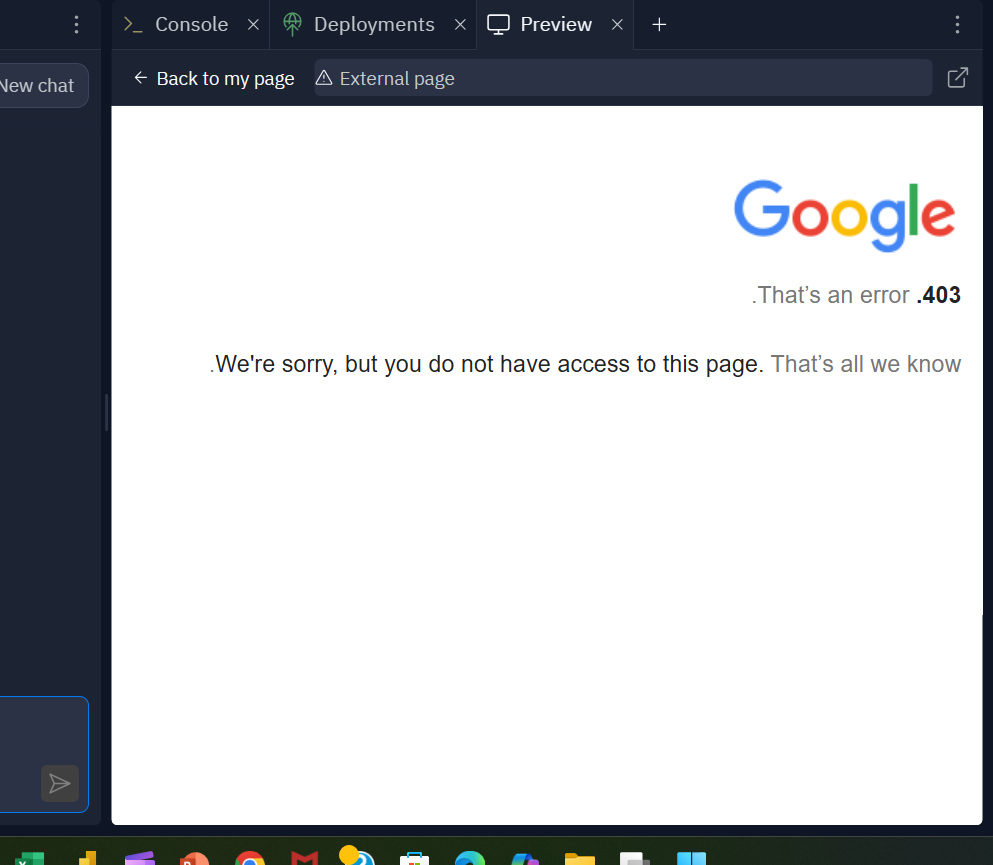 Console
Deployments
Preview
Back to my page
External page
New chat
Google
.That’s an error .403
.We're sorry, but you do not have access to this page. That’s all we know